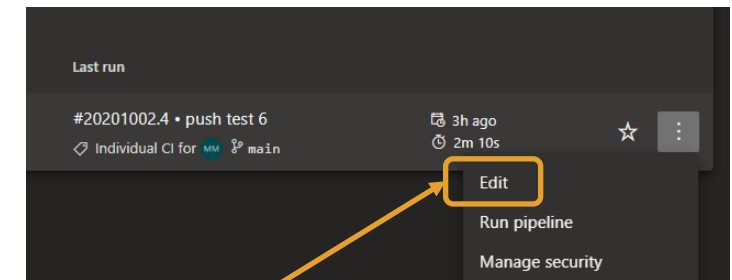 Last run
#20201002.4 • push test 6
3h ago
Individual CI for MM main
2m 10s
Edit
Run pipeline
Manage security